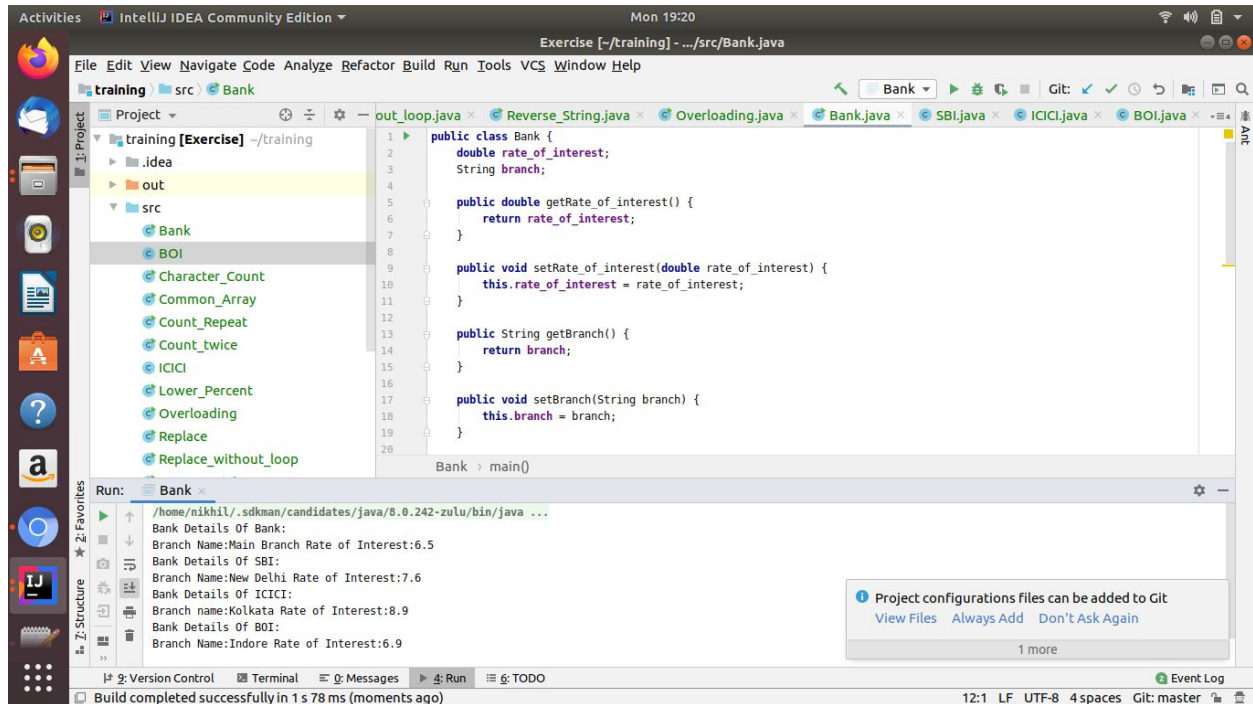 Activities IntelliJ IDEA Community Edition Mon 19:20
Exercise [~/training] - .../src/Bank.java
File Edit View Navigate Code Analyze Refactor Build Run Tools VCS Window Help
training src Bank Bank Git:
1: Project
Project
out_loop.java Reverse_String.java Overloading.java Bank.java SBI.java ICICI.java BOI.java 4
Ant
training [Exercise] ~/training
.idea
out
src
Bank
BOI
Character_Count
Common_Array
Count_Repeat
Count_twice
ICICI
Lower_Percent
Overloading
Replace
Replace_without_loop
1 public class Bank {
2 double rate_of_interest;
3 String branch;
4
5 public double getRate_of_interest() {
6 return rate_of_interest;
7 }
8
9 public void setRate_of_interest(double rate_of_interest) {
10 this.rate_of_interest = rate_of_interest;
11 }
12
13 public String getBranch() {
14 return branch;
15 }
16
17 public void setBranch(String branch) {
18 this.branch = branch;
19 }
20
Bank › main()
2: Favorites
Z: Structure
Run: Bank
/home/nikhil/.sdkman/candidates/java/8.0.242-zulu/bin/java ...
Bank Details Of Bank:
Branch Name:Main Branch Rate of Interest:6.5
Bank Details Of SBI:
Branch Name:New Delhi Rate of Interest:7.6
Bank Details Of ICICI:
Branch name:Kolkata Rate of Interest:8.9
Bank Details Of BOI:
Branch Name:Indore Rate of Interest:6.9
Project configurations files can be added to Git
View Files Always Add Don't Ask Again
1 more
9: Version Control Terminal 0: Messages 4: Run 6: TODO 2 Event Log
Build completed successfully in 1 s 78 ms (moments ago) 12:1 LF UTF-8 4 spaces Git: master